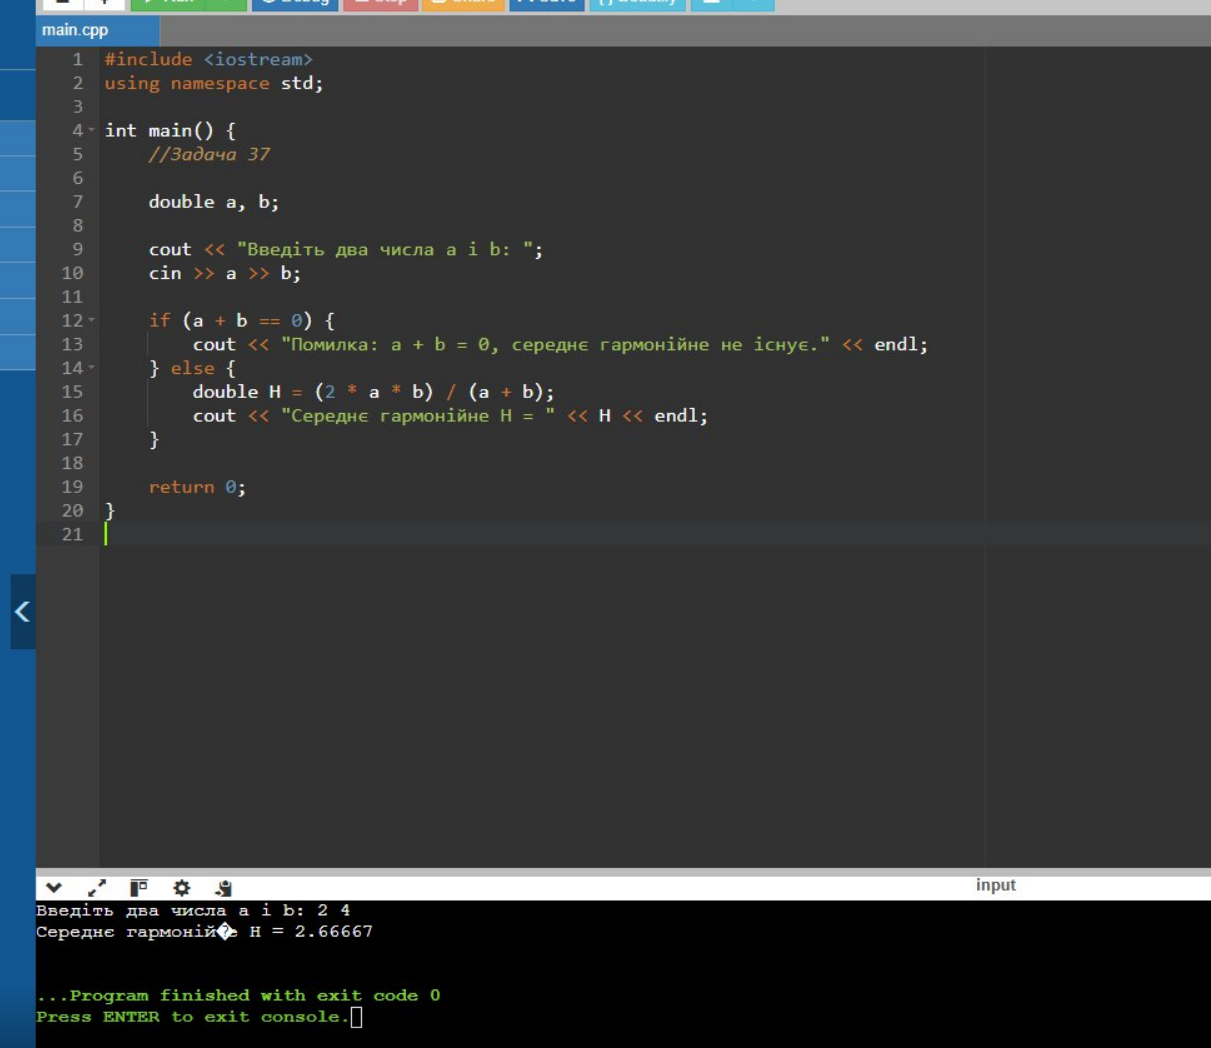 main.cpp
1 #include <iostream>
2 using namespace std;
3
4 int main() {
5 //Задача 37
6
7 double a, b;
8
9 cout << "Введіть два числа a і b: ";
10 cin >> a >> b;
11
12 if (a + b == 0) {
13 cout << "Помилка: a + b = 0, середнє гармонійне не існує." << endl;
14 } else {
15 double H = (2 * a * b) / (a + b);
16 cout << "Середнє гармонійне H = " << H << endl;
17 }
18
19 return 0;
20 }
21
input
Введіть два числа a і b: 2 4
Середнє гармоній�е H = 2.66667
...Program finished with exit code 0
Press ENTER to exit console.